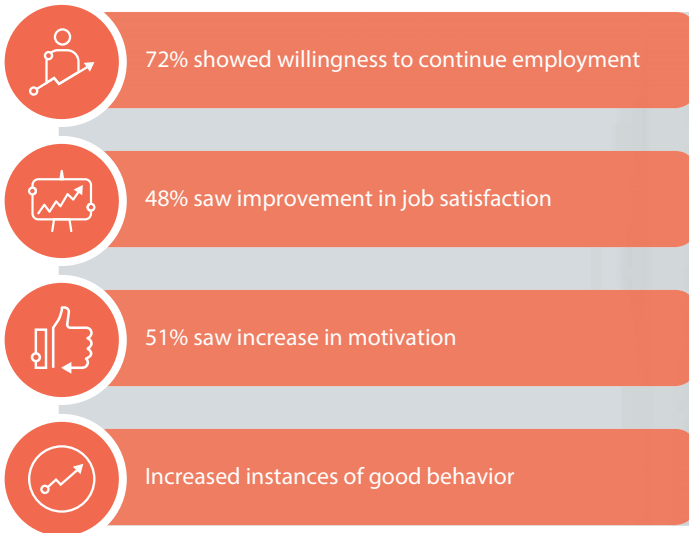 72% showed willingness to continue employment
48% saw improvement in job satisfaction
51% saw increase in motivation
Increased instances of good behavior